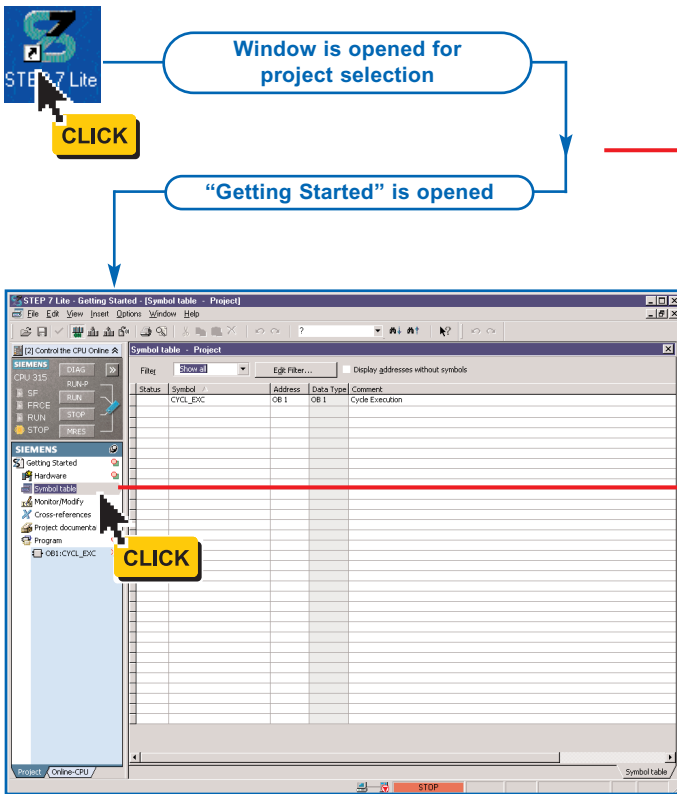 STEP 7 Lite
CLICK
Window is opened for
project selection
“Getting Started” is opened
STEP 7 Lite - Getting Started - [Symbol table - Project]
File Edit View Insert Options Window Help
?
[2] Control the CPU Online
Symbol table - Project
SIEMENS
CPU 315
DIAG
RUN-P
SF
RUN
FRCE
RUN
STOP
STOP
MRES
Filter Show all Edit Filter... Display addresses without symbols
Status Symbol Address Data Type Comment
CYCL_EXC OB 1 OB 1 Cycle Execution
SIEMENS
Getting Started
Hardware
Symbol table
Monitor/Modify
Cross-references
Project documenta
Program
OB1:CYCL_EXC
CLICK
Project Online-CPU
Symbol table
STOP